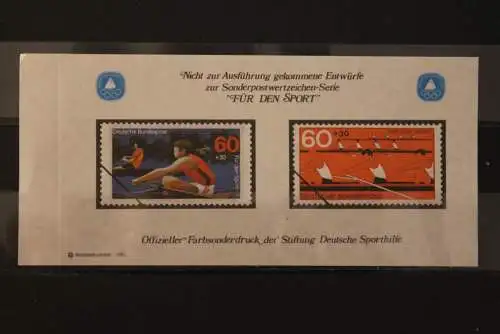 Nicht zur Ausführung gekommene Entwürfe
zur Sonderpostwertzeichen-Serie
"FÜR DEN SPORT"
Deutsche Bundespost
60
+30
60
+30
Offizieller Farbsonderdruck der Stiftung Deutsche Sporthilfe